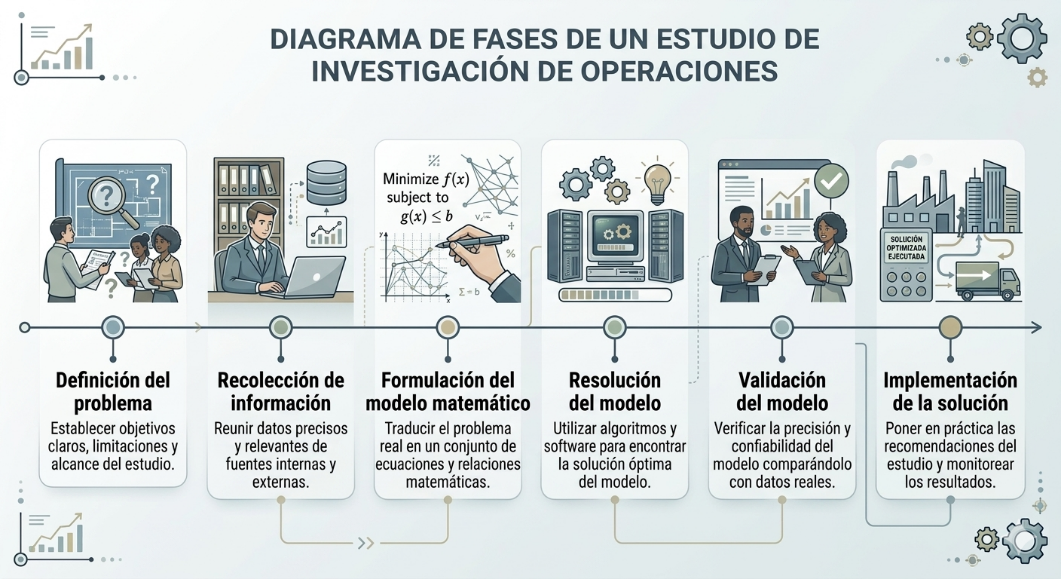 DIAGRAMA DE FASES DE UN ESTUDIO DE
INVESTIGACIÓN DE OPERACIONES
?
?
?
?
Minimize f(x)
subject to
g(x) ≤ b
y
x
Σ = b
÷
%
SOLUCIÓN
OPTIMIZADA
EJECUTADA
Definición del
problema
Establecer objetivos
claros, limitaciones y
alcance del estudio.
Recolección de
información
Reunir datos precisos
y relevantes de
fuentes internas y
externas.
Formulación del
modelo matemático
Traducir el problema
real en un conjunto de
ecuaciones y relaciones
matemáticas.
Resolución
del modelo
Utilizar algoritmos y
software para encontrar
la solución óptima
del modelo.
Validación
del modelo
Verificar la precisión y
confiabilidad del
modelo comparándolo
con datos reales.
Implementación
de la solución
Poner en práctica las
recomendaciones del
estudio y monitorear
los resultados.